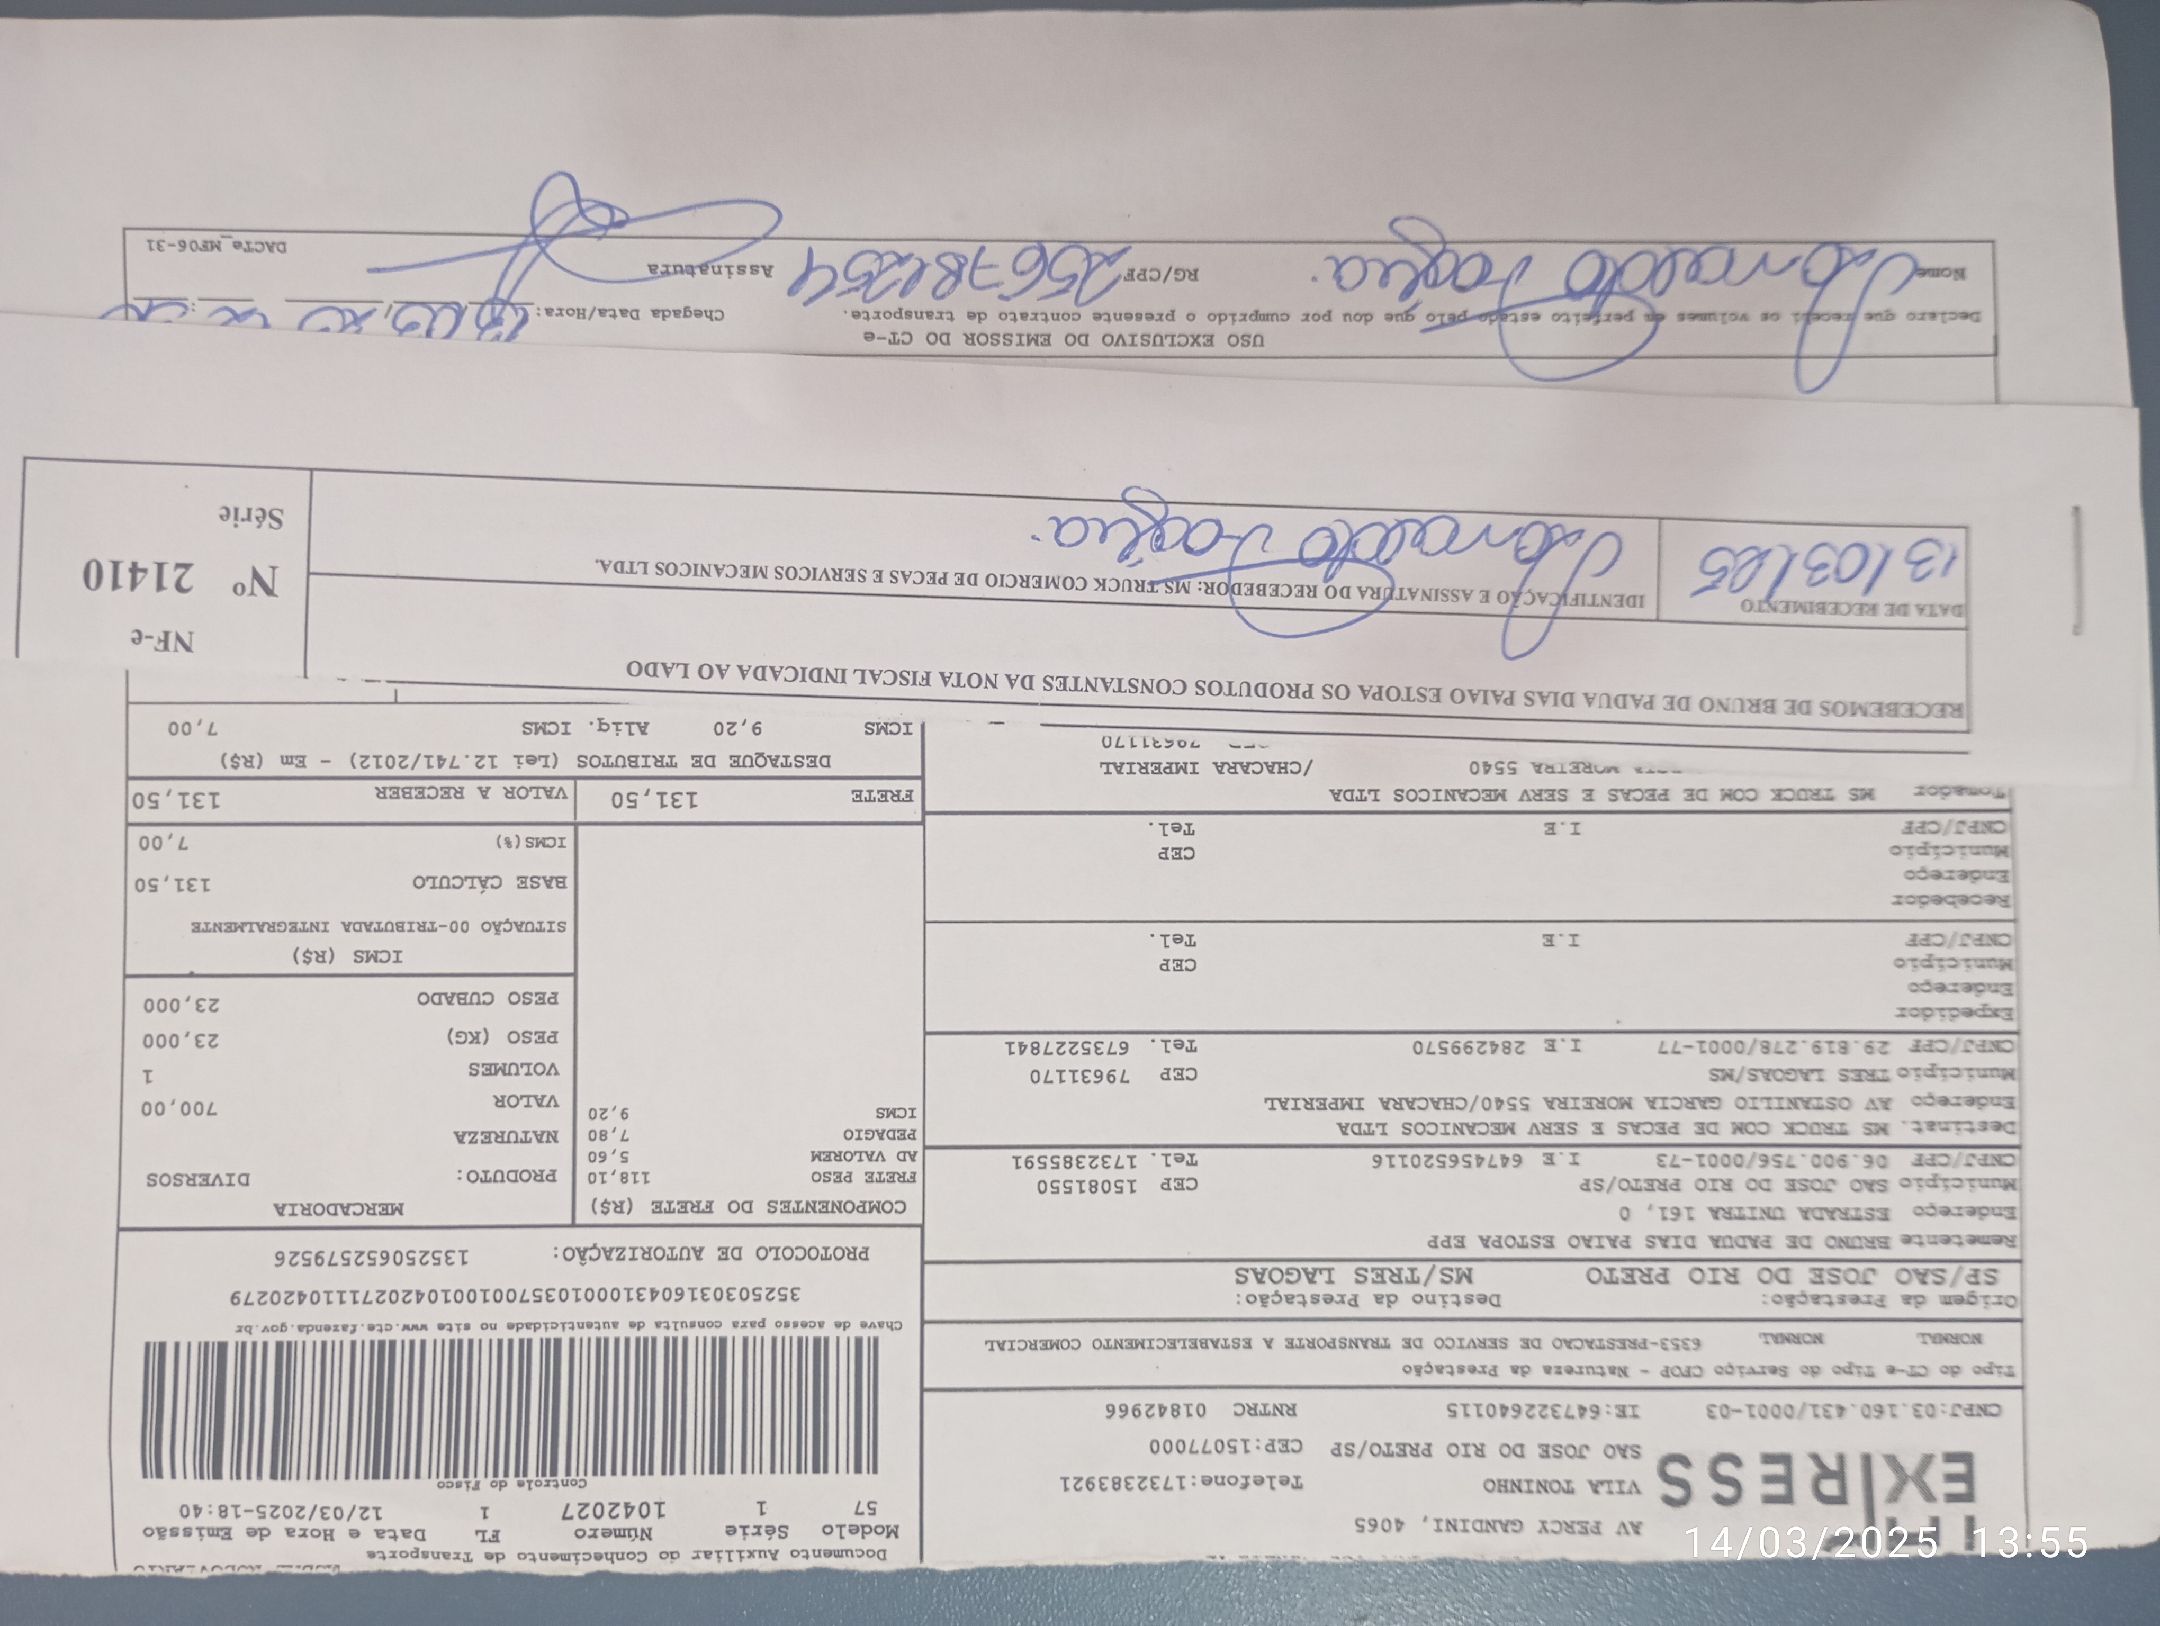 Documento Auxiliar do Conhecimento de Transporte
Modelo Série Número FL Data e Hora de Emissão
57 1 1042027 1 12/03/2025-18:40
Controle do Fisco
Chave de acesso para consulta de autenticidade no site www.cte.fazenda.gov.br
35250303160431000103570010010420271111042027 9
PROTOCOLO DE AUTORIZAÇÃO: 135250652579526
EX RESS
AV PERCY GANDINI, 4065
VILA TONINHO Telefone:1732383921
SAO JOSE DO RIO PRETO/SP CEP:15077000
CNPJ:03.160.431/0001-03 IE:647322640115 RNTRC 01842966
Tipo do CT-e Tipo do Serviço CFOP - Natureza da Prestação
NORMAL NORMAL 6353-PRESTACAO DE SERVICO DE TRANSPORTE A ESTABELECIMENTO COMERCIAL
Origem da Prestação: Destino da Prestação:
SP/SAO JOSE DO RIO PRETO MS/TRES LAGOAS
Remetente BRUNO DE PADUA DIAS PAIAO ESTOPA EPP
Endereço ESTRADA UNITRA 161, 0
Município SAO JOSE DO RIO PRETO/SP CEP 15081550
CNPJ/CPF 06.900.756/0001-73 I.E 647456520116 Tel. 1732385591
Destinat. MS TRUCK COM DE PECAS E SERV MECANICOS LTDA
Endereço AV OSTANILIO GARCIA MOREIRA 5540/CHACARA IMPERIAL
Município TRES LAGOAS/MS CEP 79631170
CNPJ/CPF 29.819.278/0001-77 I.E 284299570 Tel. 6735227841
Expedidor
Endereço
Município CEP
CNPJ/CPF I.E Tel.
Recebedor
Endereço
Município CEP
CNPJ/CPF I.E Tel.
Tomador MS TRUCK COM DE PECAS E SERV MECANICOS LTDA
MOREIRA 5540 /CHACARA IMPERIAL
79631170
COMPONENTES DO FRETE (R$)
FRETE PESO 118,10
AD VALOREM 5,60
PEDAGIO 7,80
ICMS 9,20
MERCADORIA
PRODUTO: DIVERSOS
NATUREZA
VALOR 700,00
VOLUMES 1
PESO (KG) 23,000
PESO CUBADO 23,000
ICMS (R$)
SITUAÇÃO 00-TRIBUTADA INTEGRALMENTE
BASE CÁLCULO 131,50
ICMS(%) 7,00
FRETE 131,50 VALOR A RECEBER 131,50
DESTAQUE DE TRIBUTOS (Lei 12.741/2012) - Em (R$)
ICMS 9,20 Aliq. ICMS 7,00
RECEBEMOS DE BRUNO DE PADUA DIAS PAIAO ESTOPA OS PRODUTOS CONSTANTES DA NOTA FISCAL INDICADA AO LADO
NF-e
Nº 21410
Série
DATA DE RECEBIMENTO
13/03/25
IDENTIFICAÇÃO E ASSINATURA DO RECEBEDOR: MS TRUCK COMERCIO DE PECAS E SERVICOS MECANICOS LTDA.
USO EXCLUSIVO DO EMISSOR DO CT-e
Declaro que recebi os volumes em perfeito estado pelo que dou por cumprido o presente contrato de transporte.
Chegada Data/Hora:
Nome
RG/CPF
Assinatura
DACTe_MF06-31
14/03/2025 13:55